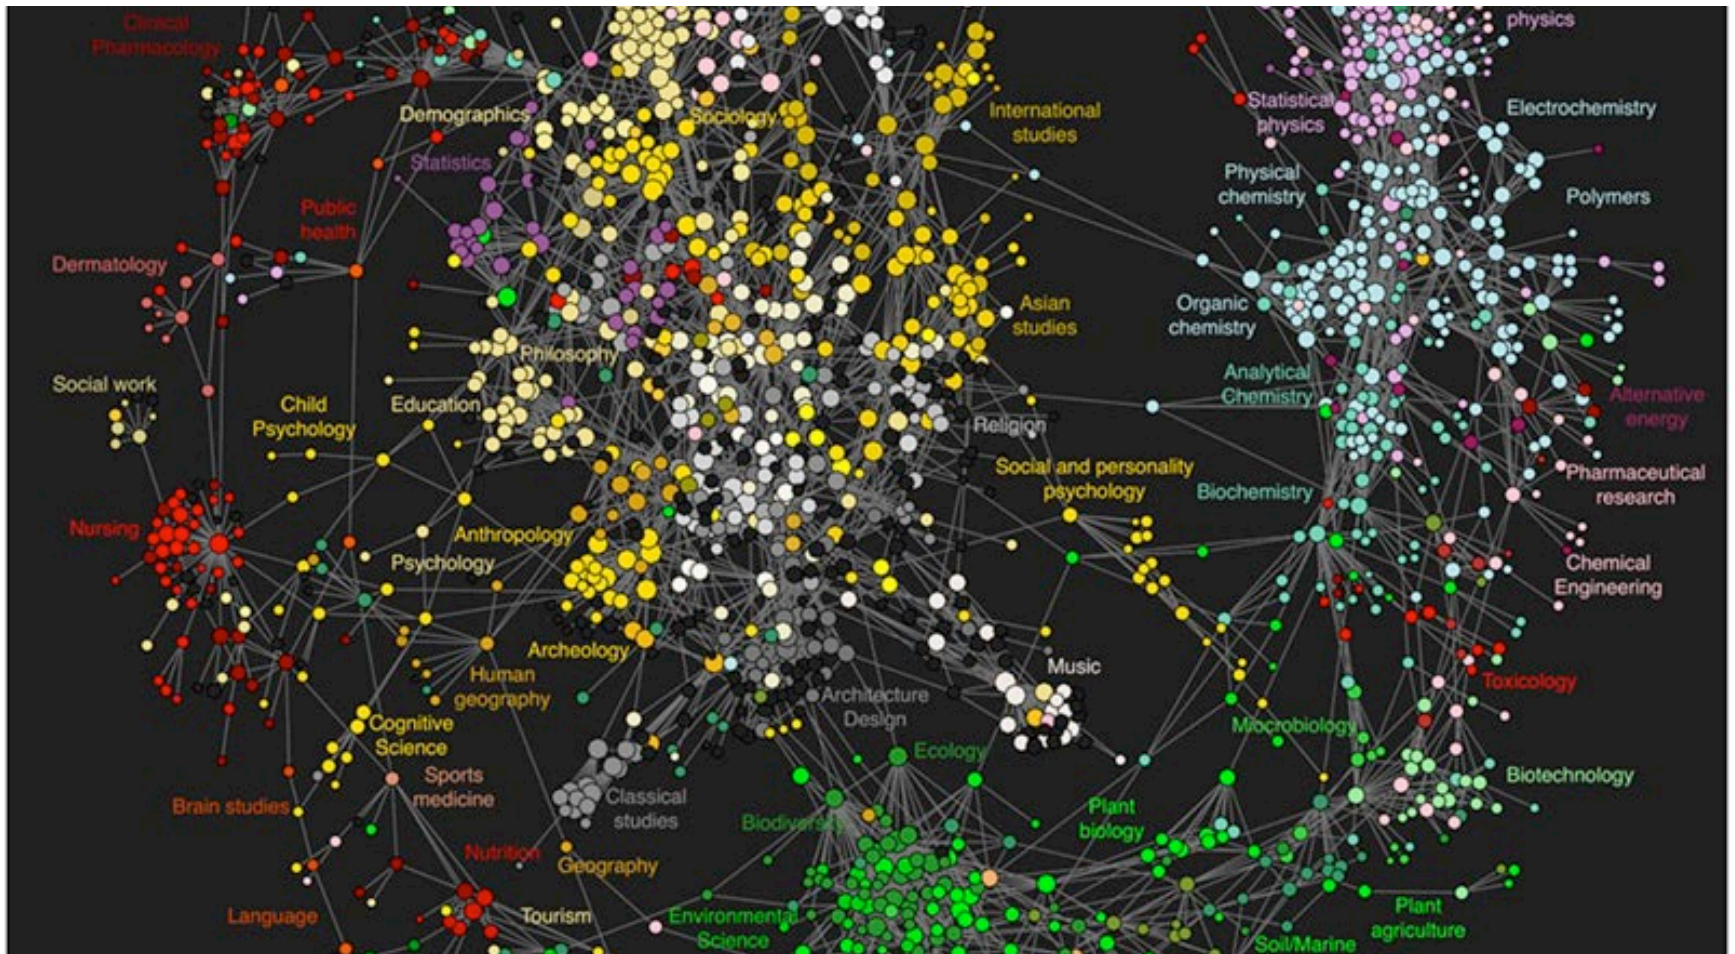 Clinical
Pharmacology
physics
Demographics
Sociology
International
studies
Statistical
physics
Electrochemistry
Statistics
Physical
chemistry
Polymers
Public
health
Dermatology
Asian
studies
Organic
chemistry
Philosophy
Social work
Child
Psychology
Education
Analytical
Chemistry
Alternative
energy
Religion
Social and personality
psychology
Biochemistry
Pharmaceutical
research
Nursing
Anthropology
Psychology
Chemical
Engineering
Archeology
Human
geography
Music
Toxicology
Architecture
Design
Cognitive
Science
Miocrobiology
Ecology
Sports
medicine
Biotechnology
Brain studies
Classical
studies
Biodiversity
Plant
biology
Nutrition
Geography
Language
Tourism
Environmental
Science
Plant
agriculture
Soil/Marine